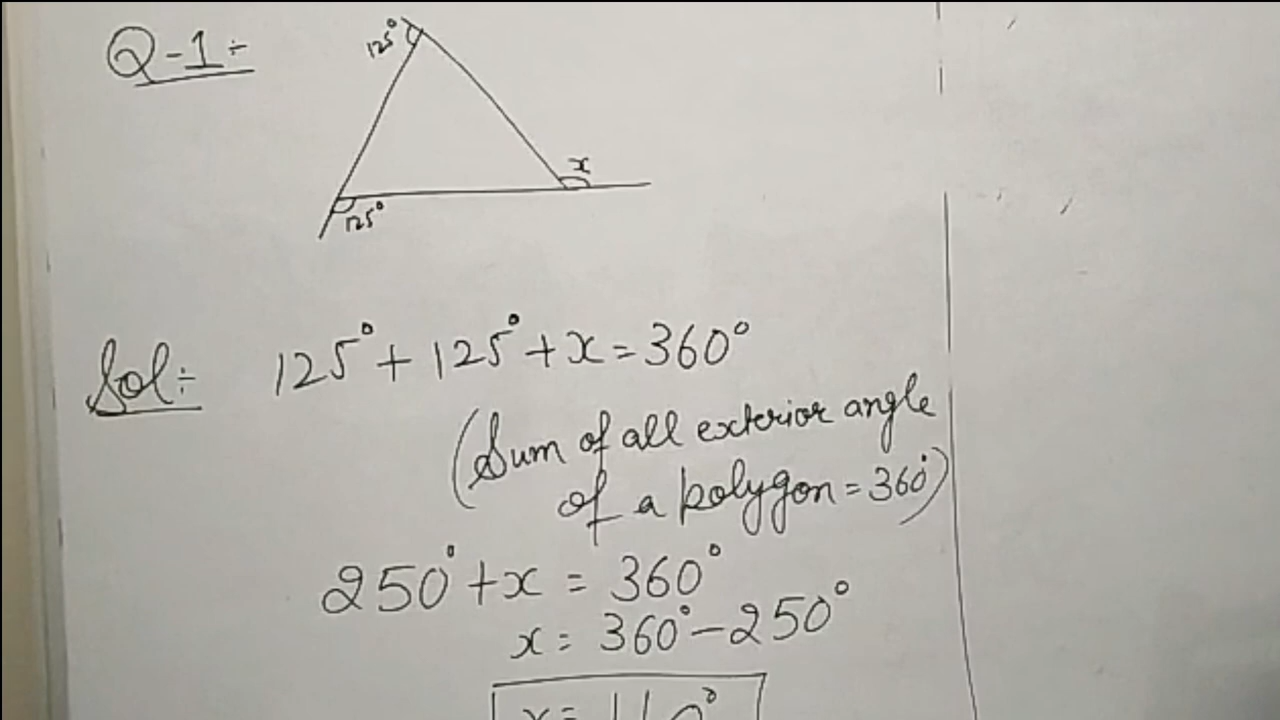 Q-1÷
125°
x
125°
Sol÷ 125° + 125° + x = 360°
(Sum of all exterior angle
of a polygon = 360°)
250° + x = 360°
x = 360° - 250°
x = 110°